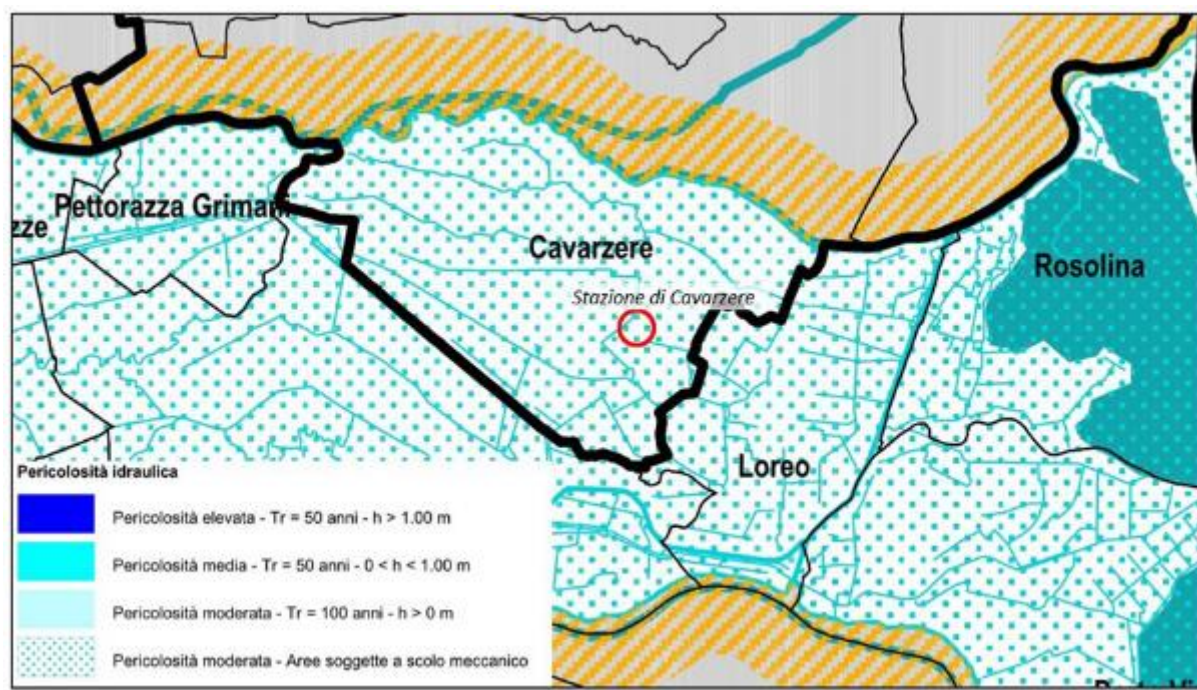 Pettorazza Grimani
zze
Cavarzere
Rosolina
Stazione di Cavarzere
Loreo
Pericolosità idraulica
Pericolosità elevata - Tr = 50 anni - h > 1.00 m
Pericolosità media - Tr = 50 anni - 0 < h < 1.00 m
Pericolosità moderata - Tr = 100 anni - h > 0 m
Pericolosità moderata - Aree soggette a scolo meccanico